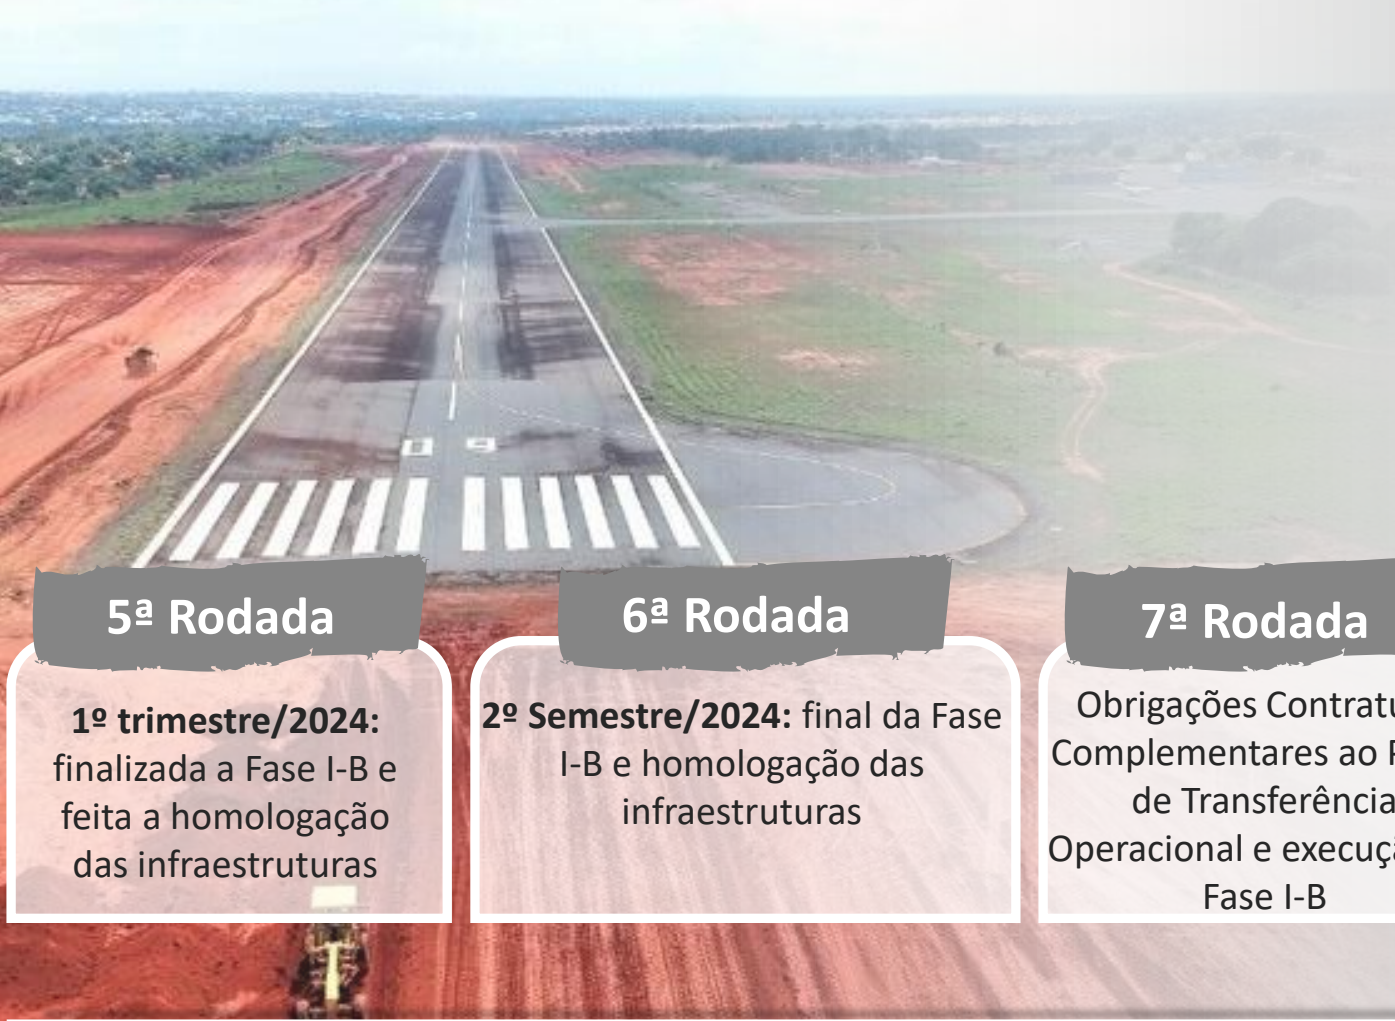 5ª Rodada
1º trimestre/2024:
finalizada a Fase I-B e
feita a homologação
das infraestruturas
6ª Rodada
2º Semestre/2024: final da Fase
I-B e homologação das
infraestruturas
7ª Rodada
Obrigações
Complementares ao
de Transferência
Operacional e
Fase I-B